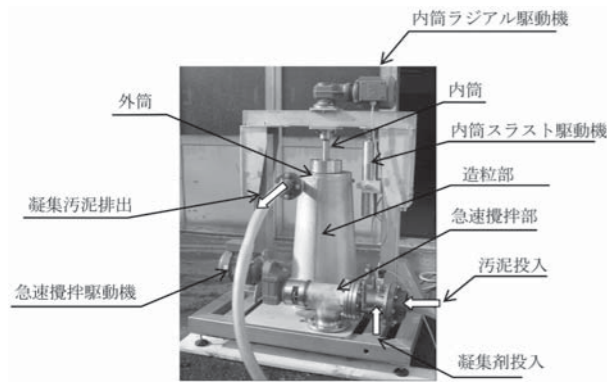 内筒ラジアル駆動機
外筒
内筒
内筒スラスト駆動機
造粒部
凝集汚泥排出
急速攪拌部
汚泥投入
急速攪拌駆動機
凝集剤投入